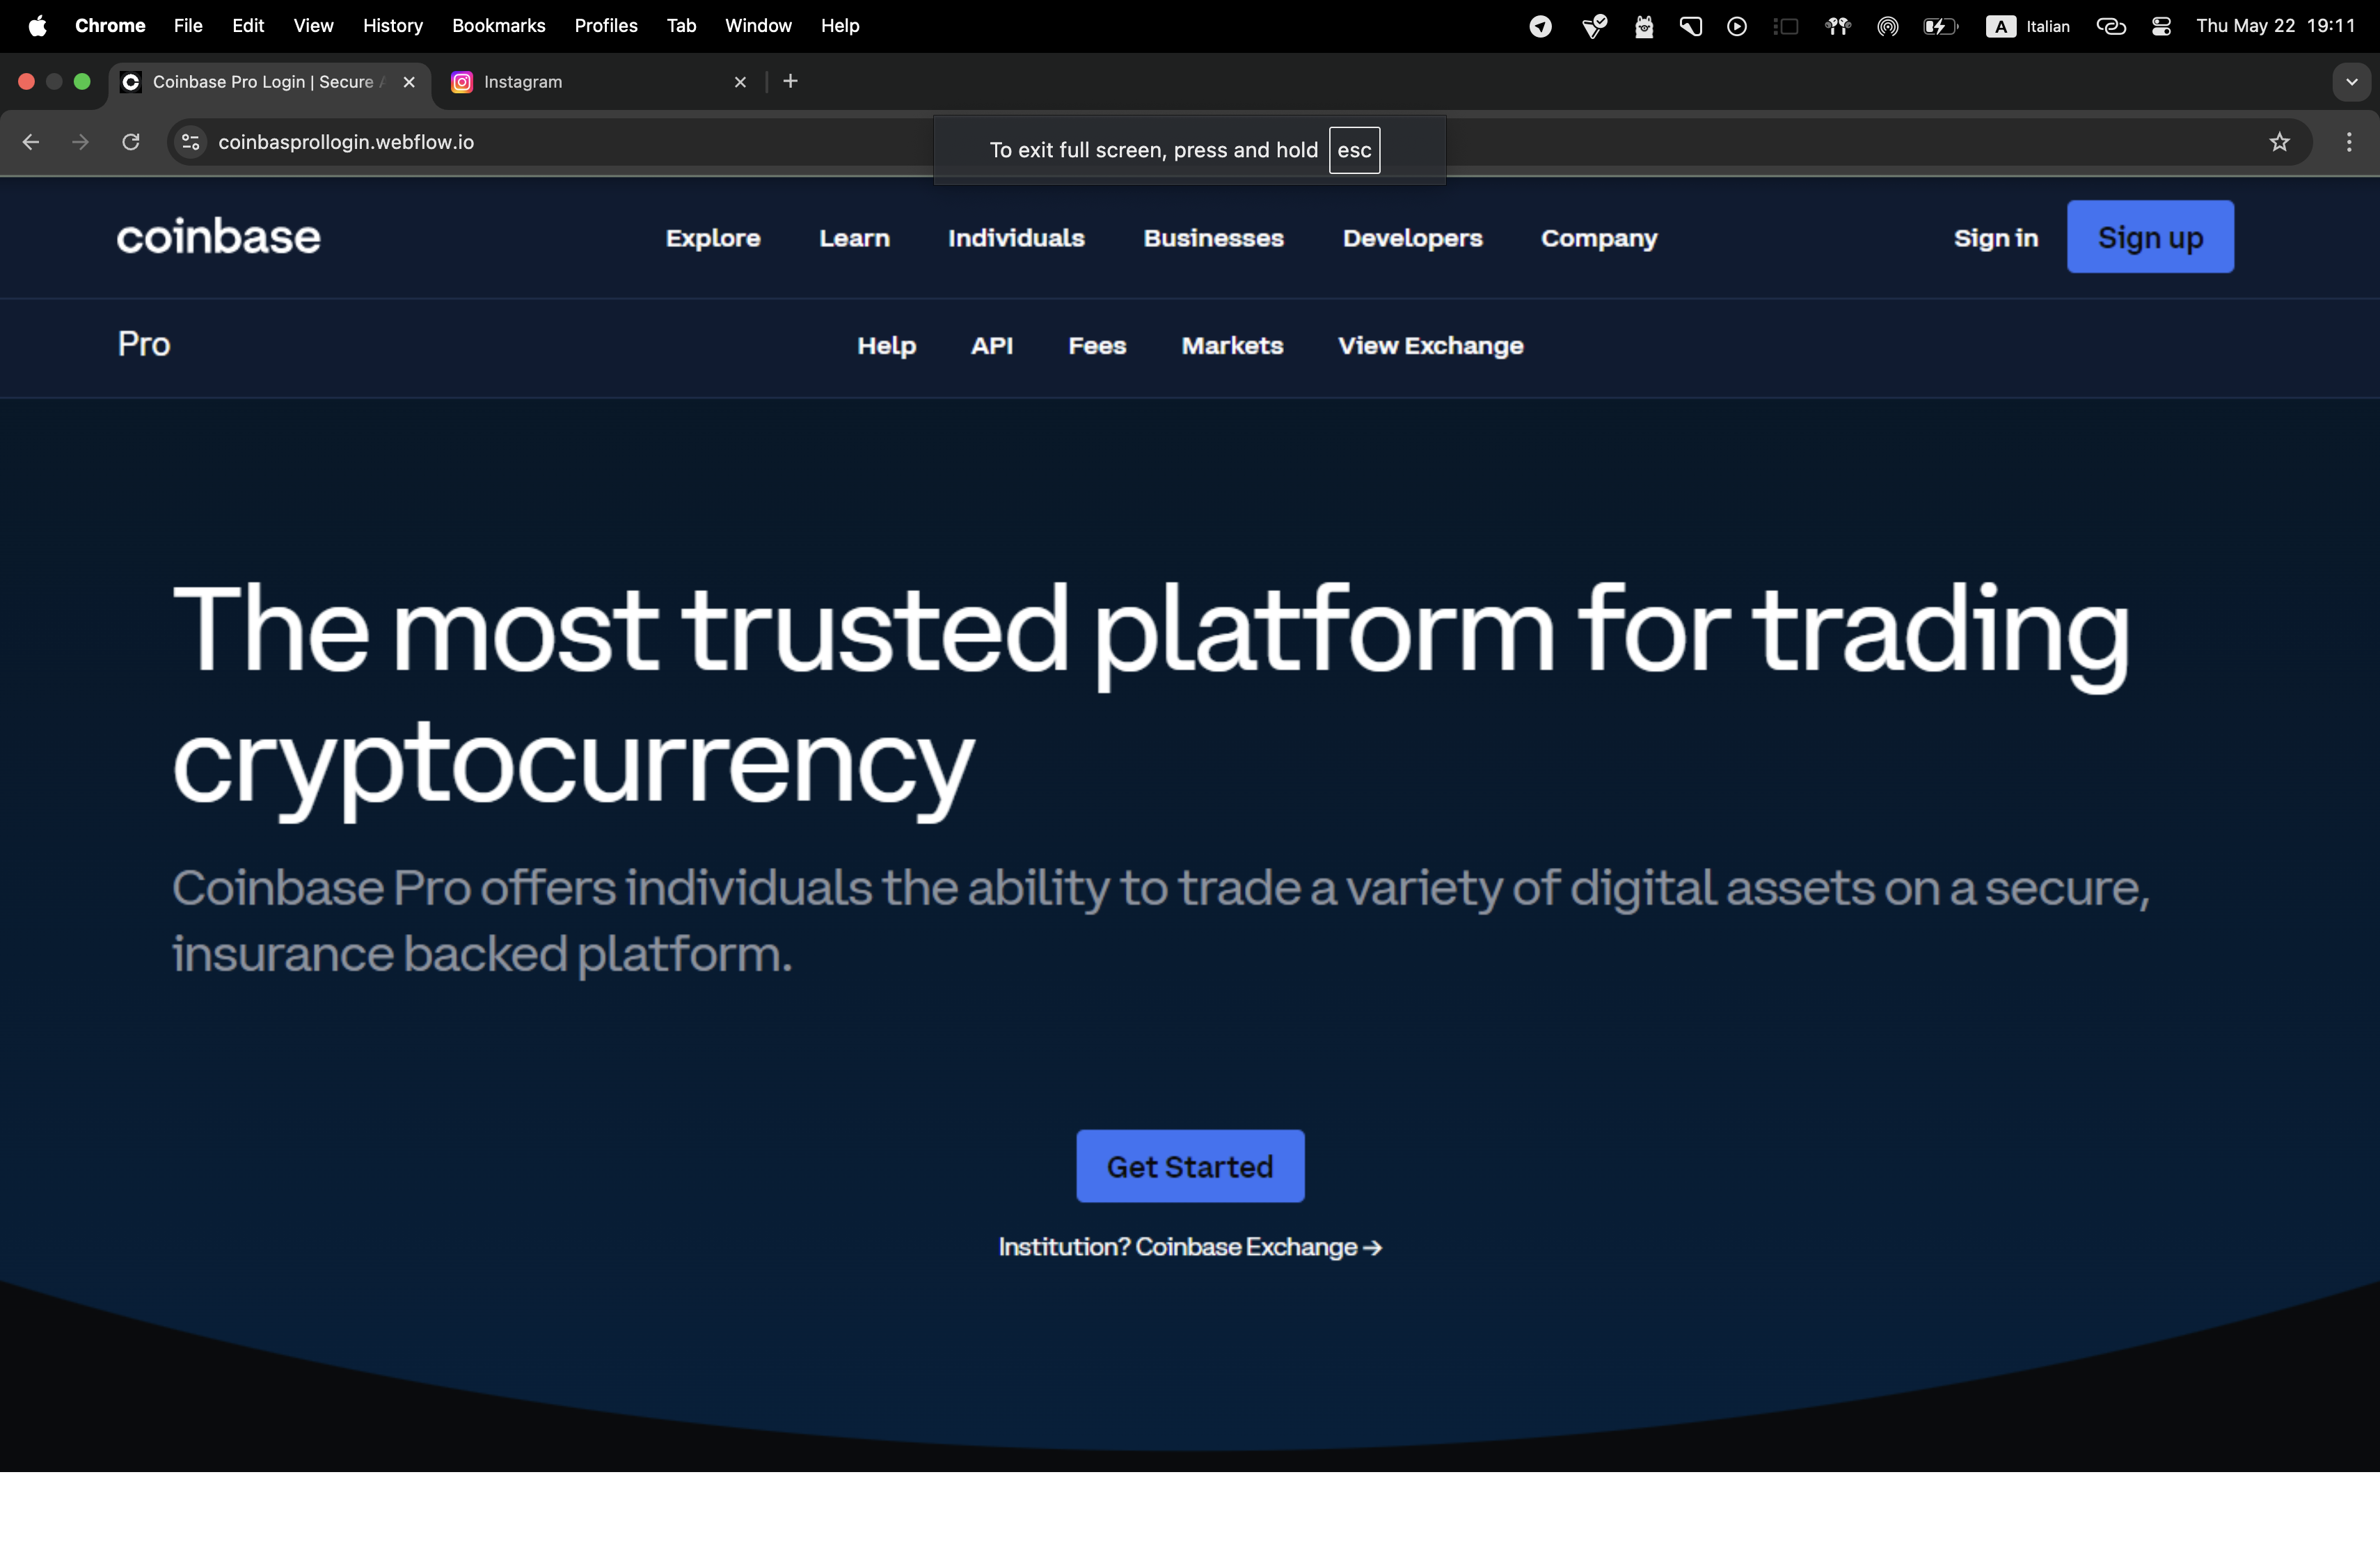 Chrome File Edit View History Bookmarks Profiles Tab Window Help A Italian Thu May 22 19:11
Coinbase Pro Login | Secure Instagram
coinbasprollogin.webflow.io
To exit full screen, press and hold esc
coinbase Explore Learn Individuals Businesses Developers Company Sign in Sign up
Pro Help API Fees Markets View Exchange
The most trusted platform for trading
cryptocurrency
Coinbase Pro offers individuals the ability to trade a variety of digital assets on a secure,
insurance backed platform.
Get Started
Institution? Coinbase Exchange →